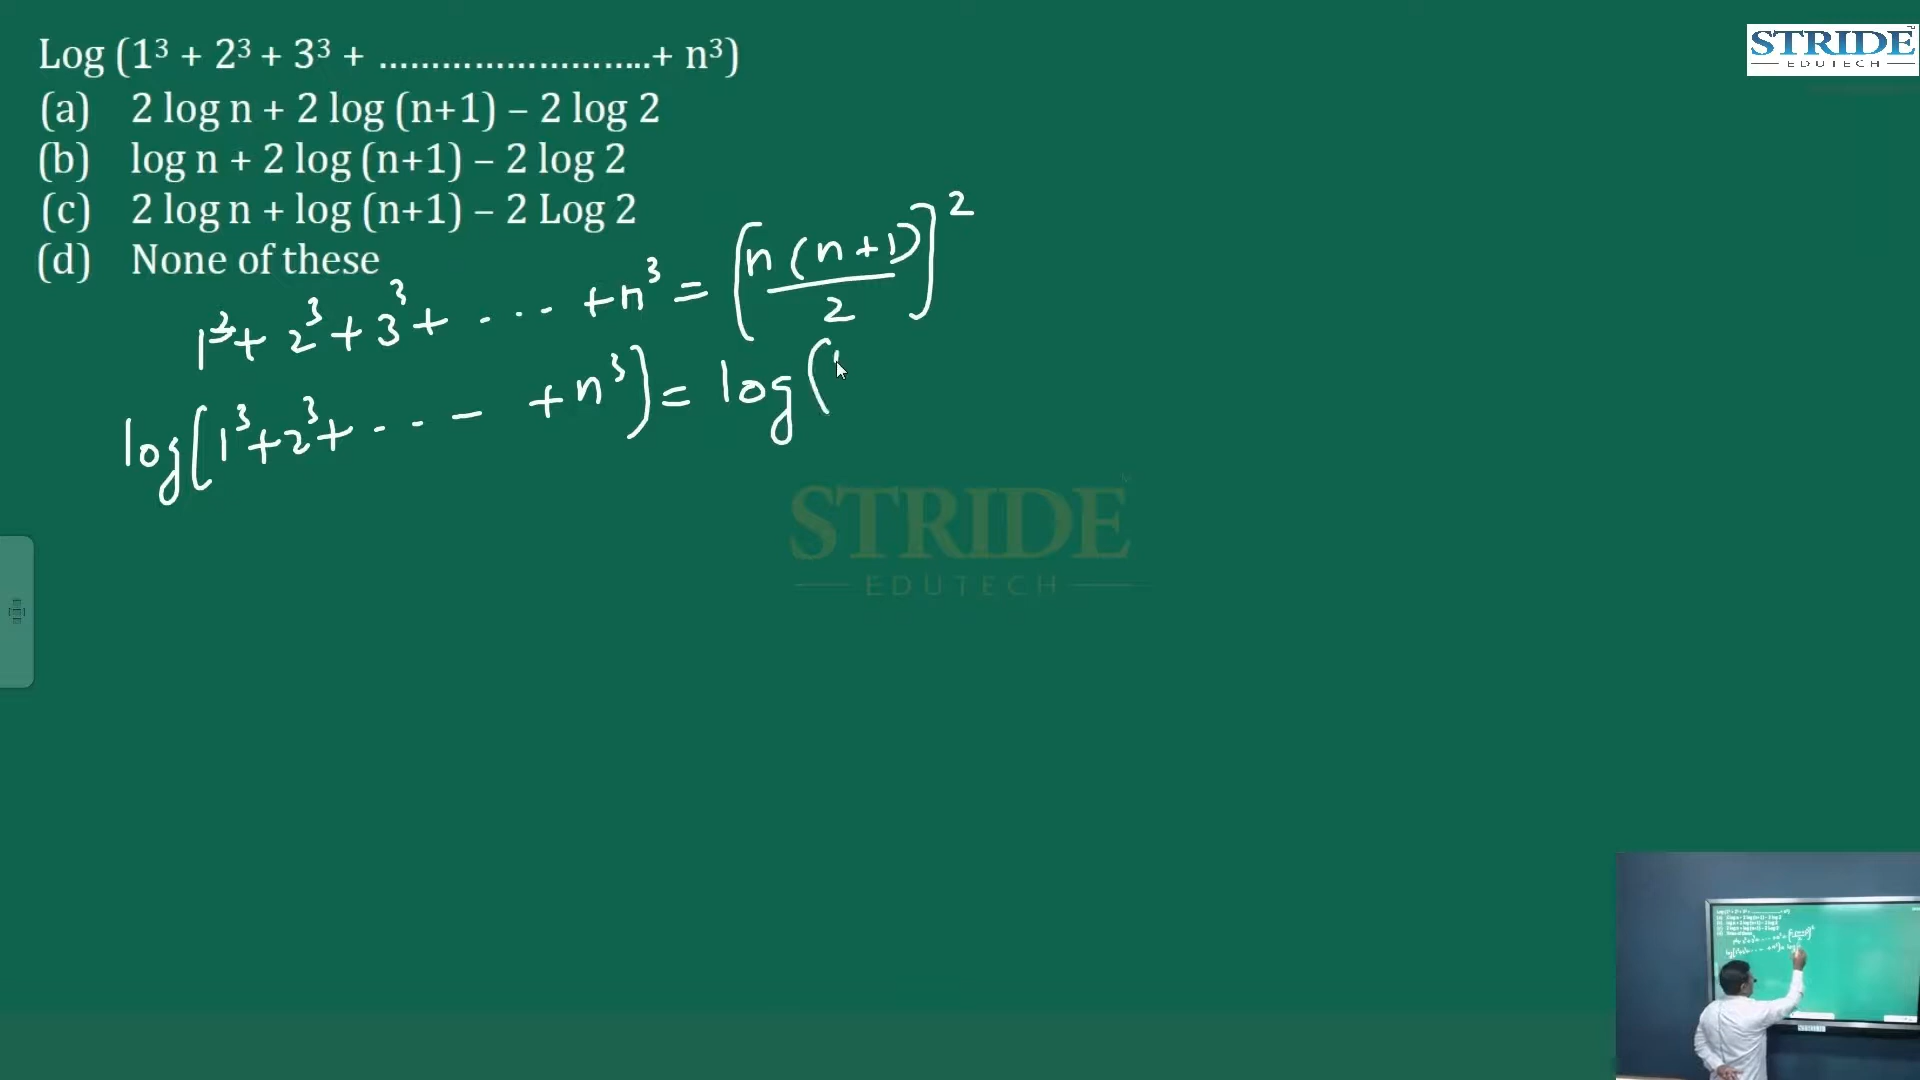 Log (1³ + 2³ + 3³ + ...........................+ n³)
STRIDE
EDUTECH
(a) 2 log n + 2 log (n+1) – 2 log 2
(b) log n + 2 log (n+1) – 2 log 2
(c) 2 log n + log (n+1) – 2 Log 2
(d) None of these
1³ + 2³ + 3³ + ... + n³ = [n(n+1)/2]²
log[1³ + 2³ + ... + n³] = log(
STRIDE
EDUTECH